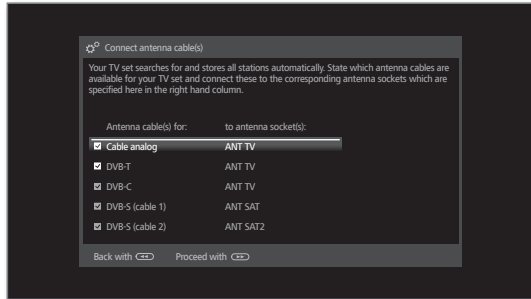 Connect antenna cable(s)
Your TV set searches for and stores all stations automatically. State which antenna cables are
available for your TV set and connect these to the corresponding antenna sockets which are
specified here in the right hand column.
Antenna cable(s) for: to antenna socket(s):
Cable analog ANT TV
DVB-T ANT TV
DVB-C ANT TV
DVB-S (cable 1) ANT SAT
DVB-S (cable 2) ANT SAT2
Back with Proceed with